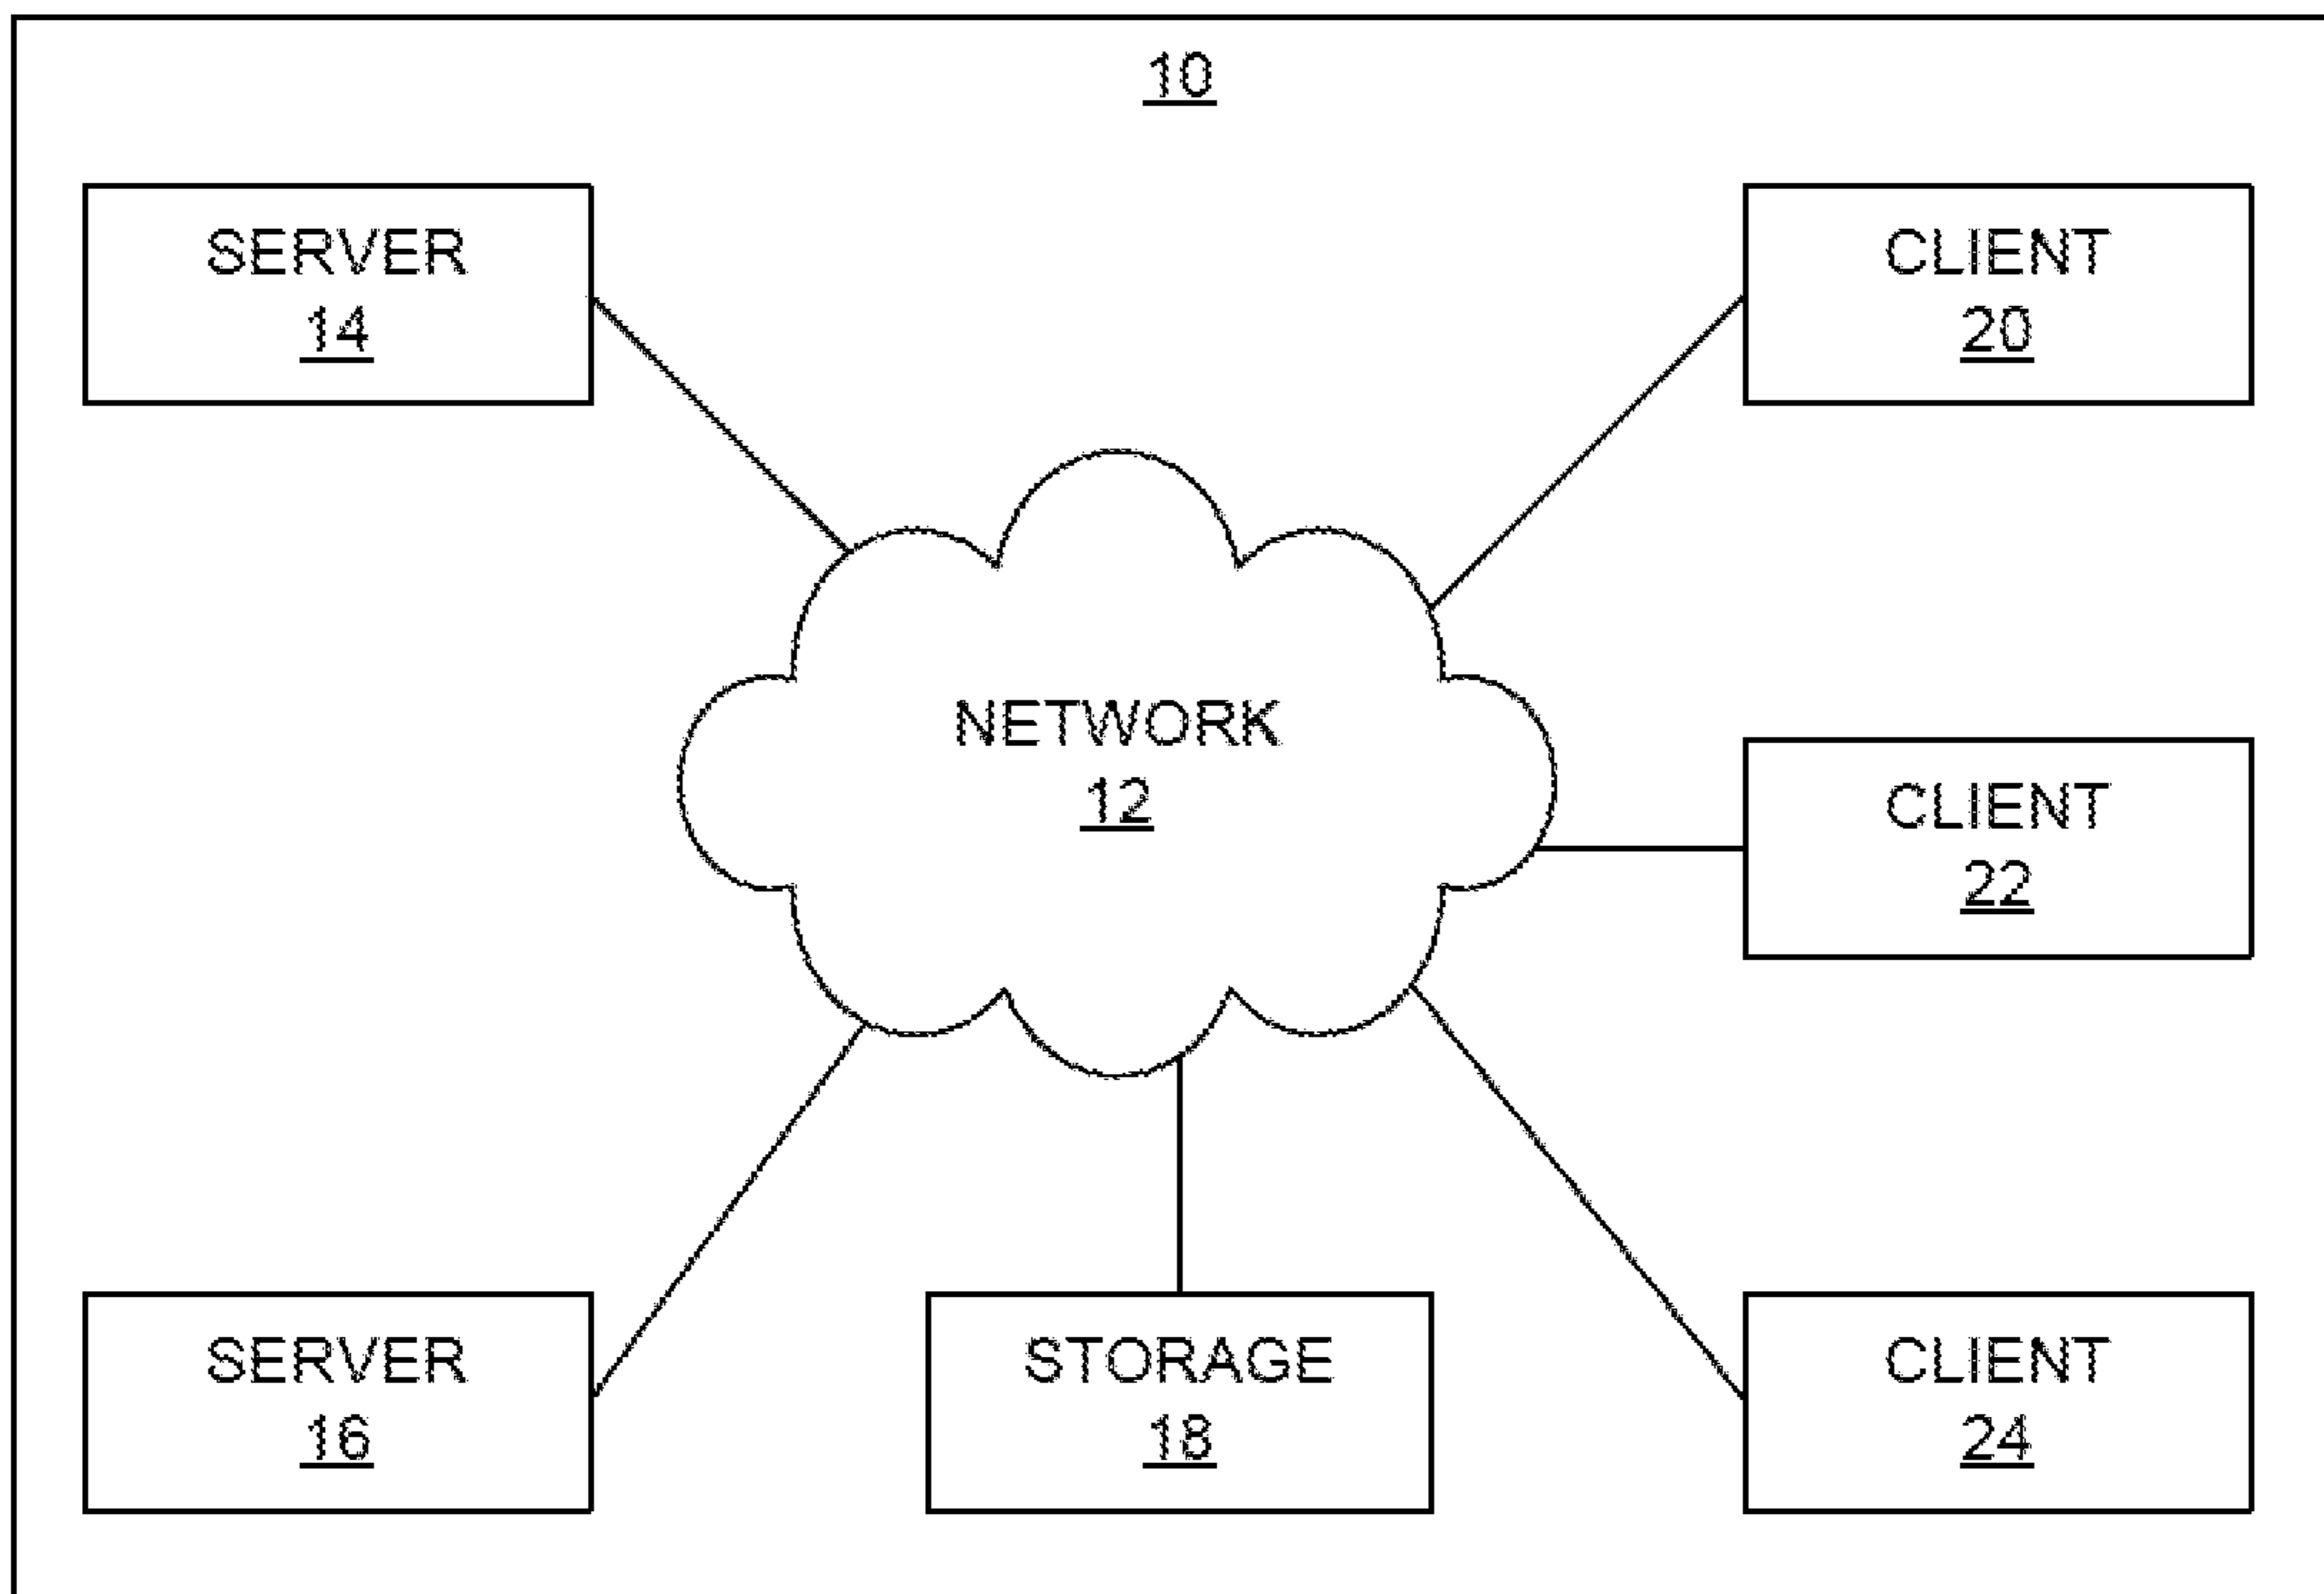 10
SERVER
14
CLIENT
20
NETWORK
12
CLIENT
22
SERVER
16
STORAGE
18
CLIENT
24